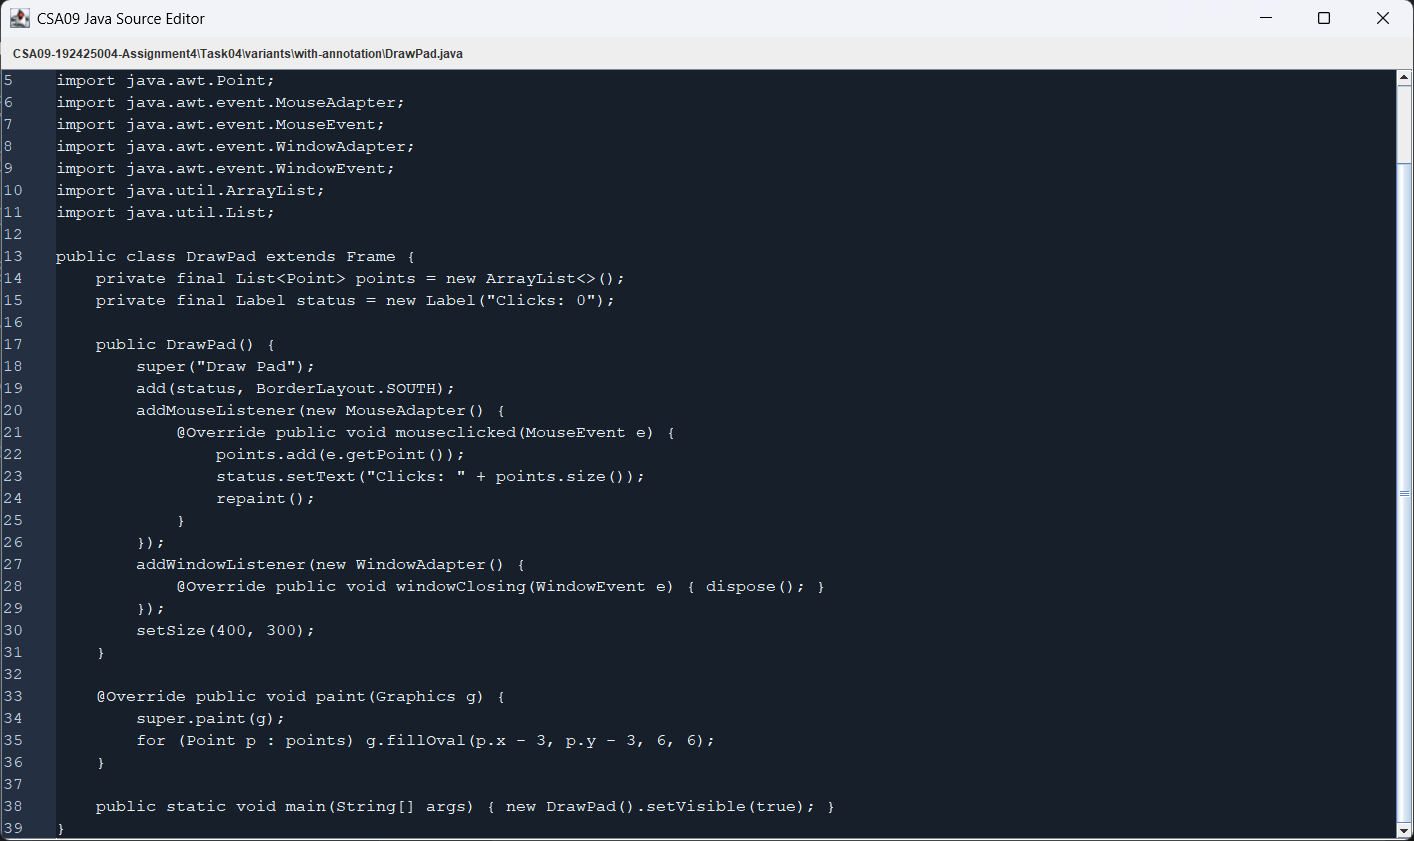 CSA09 Java Source Editor
CSA09-192425004-Assignment4\Task04\variants\with-annotation\DrawPad.java
5    import java.awt.Point;
6    import java.awt.event.MouseAdapter;
7    import java.awt.event.MouseEvent;
8    import java.awt.event.WindowAdapter;
9    import java.awt.event.WindowEvent;
10    import java.util.ArrayList;
11    import java.util.List;
12
13    public class DrawPad extends Frame {
14        private final List<Point> points = new ArrayList<>();
15        private final Label status = new Label("Clicks: 0");
16
17        public DrawPad() {
18            super("Draw Pad");
19            add(status, BorderLayout.SOUTH);
20            addMouseListener(new MouseAdapter() {
21                @Override public void mouseclicked(MouseEvent e) {
22                    points.add(e.getPoint());
23                    status.setText("Clicks: " + points.size());
24                    repaint();
25                }
26            });
27            addWindowListener(new WindowAdapter() {
28                @Override public void windowClosing(WindowEvent e) { dispose(); }
29            });
30            setSize(400, 300);
31        }
32
33        @Override public void paint(Graphics g) {
34            super.paint(g);
35            for (Point p : points) g.fillOval(p.x - 3, p.y - 3, 6, 6);
36        }
37
38        public static void main(String[] args) { new DrawPad().setVisible(true); }
39    }